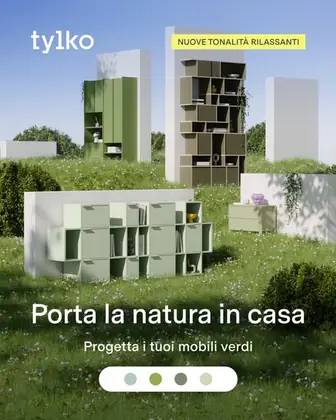 tylko
NUOVE TONALITÀ RILASSANTI
Porta la natura in casa
Progetta i tuoi mobili verdi